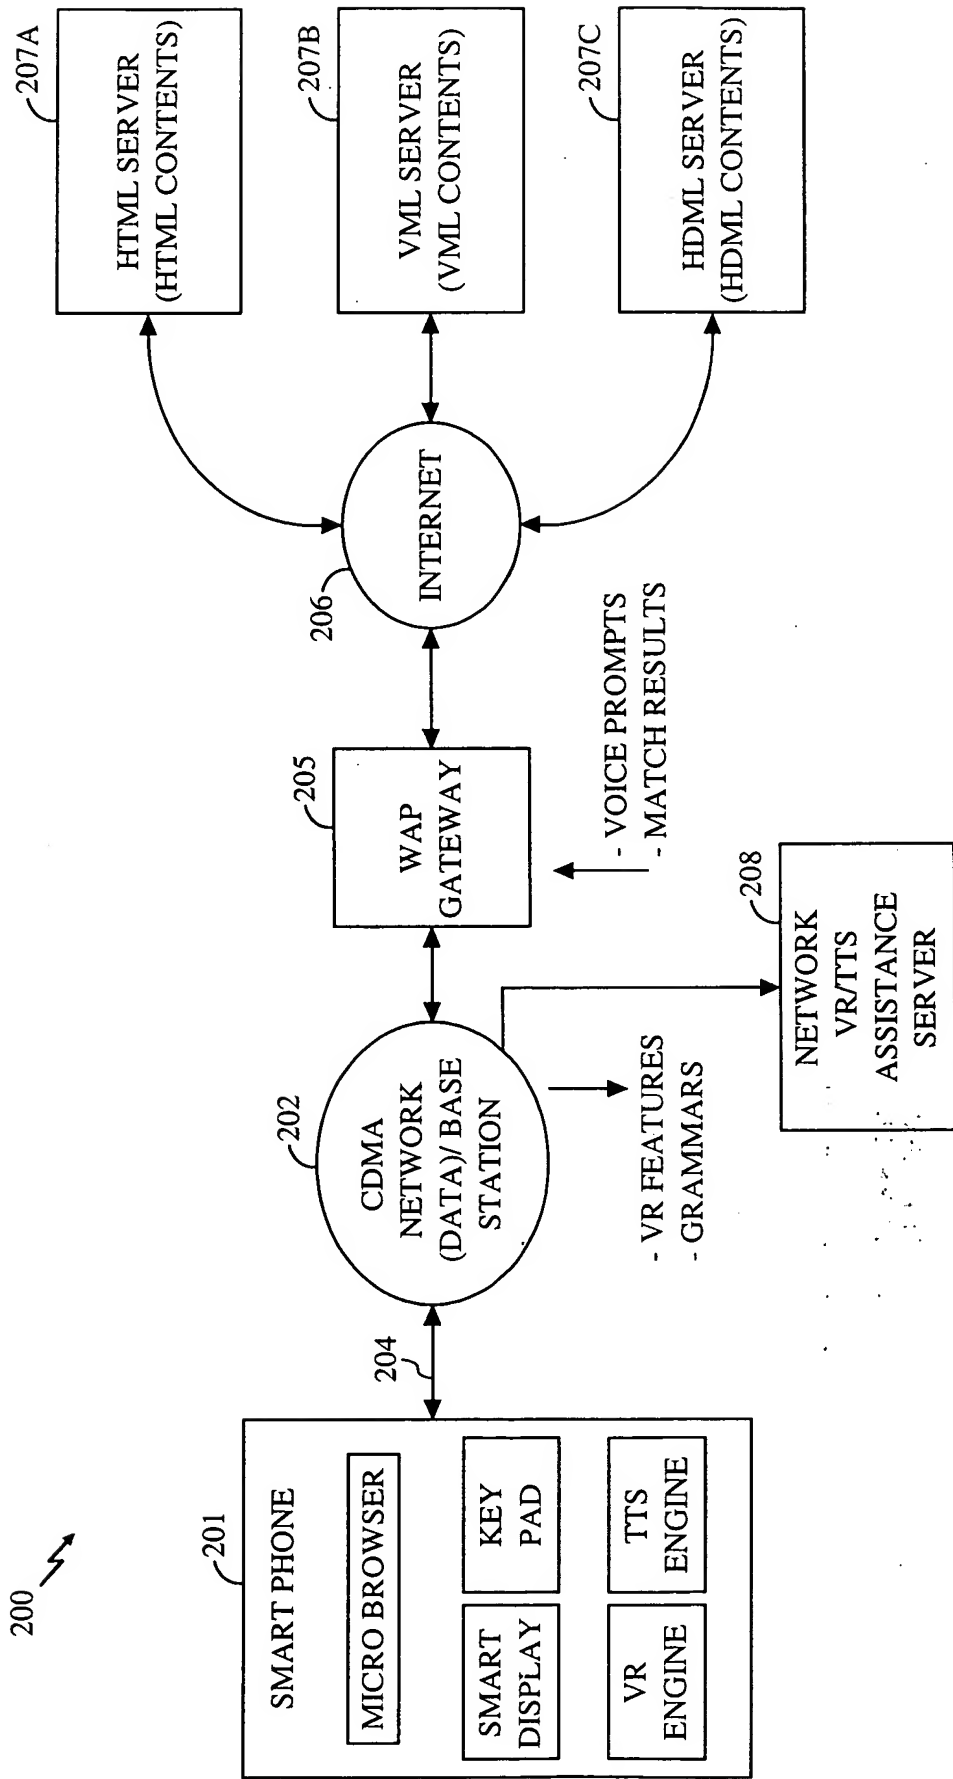 200
201
SMART PHONE
MICRO BROWSER
SMART
DISPLAY
KEY
PAD
VR
ENGINE
TTS
ENGINE
204
202
CDMA
NETWORK
(DATA)/ BASE
STATION
- VR FEATURES
- GRAMMARS
208
NETWORK
VR/TTS
ASSISTANCE
SERVER
205
WAP
GATEWAY
- VOICE PROMPTS
- MATCH RESULTS
206
INTERNET
207A
HTML SERVER
(HTML CONTENTS)
207B
VML SERVER
(VML CONTENTS)
207C
HDML SERVER
(HDML CONTENTS)